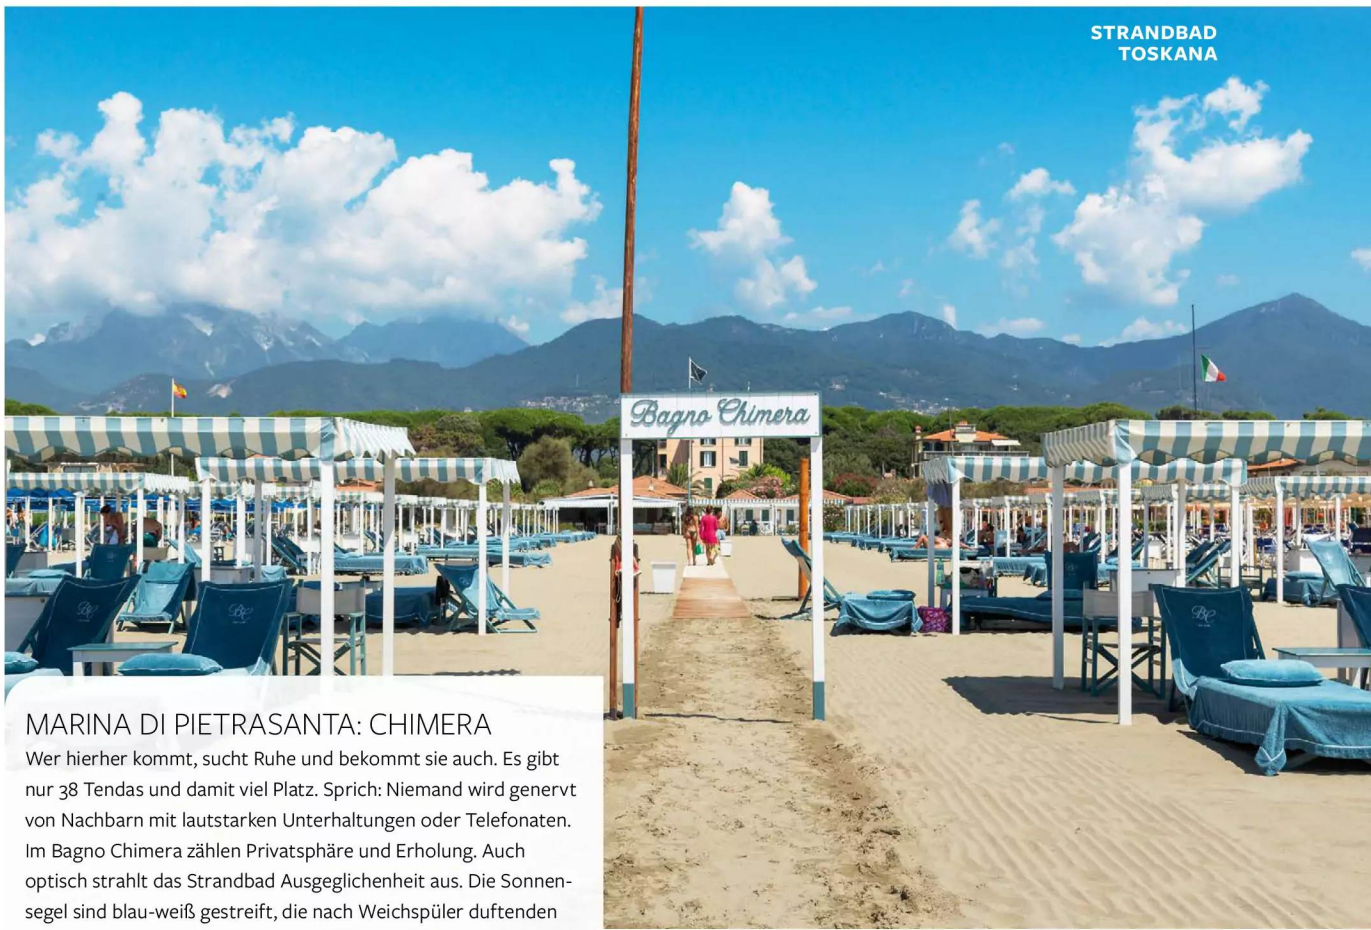 STRANDBAD
TOSKANA
Bagno Chimera
BC
BC
BC
MARINA DI PIETRASANTA: CHIMERA
Wer hierher kommt, sucht Ruhe und bekommt sie auch. Es gibt
nur 38 Tendas und damit viel Platz. Sprich: Niemand wird genervt
von Nachbarn mit lautstarken Unterhaltungen oder Telefonaten.
Im Bagno Chimera zählen Privatsphäre und Erholung. Auch
optisch strahlt das Strandbad Ausgeglichenheit aus. Die Sonnen-
segel sind blau-weiß gestreift, die nach Weichspüler duftenden